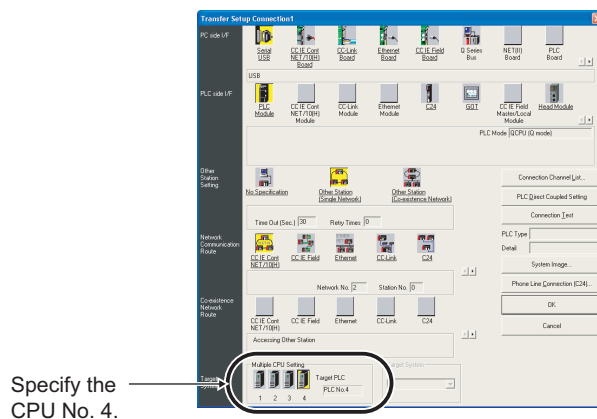 Transfer Setup Connection1
PC side I/F
Serial USB
CC IE Cont NET/10(H) Board
CC-Link Board
Ethernet Board
CC IE Field Board
Q Series Bus
NET(II) Board
PLC Board
USB
PLC side I/F
PLC Module
CC IE Cont NET/10(H) Module
CC-Link Module
Ethernet Module
C24
GOT
CC IE Field Master/Local Module
Head Module
PLC Mode QCPU (Q mode)
Other Station Setting
No Specification
Other Station (Single Network)
Other Station (Co-existence Network)
Time Out (Sec.) 30 Retry Times 0
Connection Channel List...
PLC Direct Coupled Setting
Connection Test
PLC Type
Detail
System Image...
Phone Line Connection (C24)...
OK
Cancel
Network Communication Route
CC IE Cont NET/10(H)
CC IE Field
Ethernet
CC-Link
C24
Network No. 2 Station No. 0
Co-existence Network Route
CC IE Cont NET/10(H)
CC IE Field
Ethernet
CC-Link
C24
Accessing Other Station
Target System
Multiple CPU Setting
1 2 3 4
Target PLC
PLC No.4
Target System
Specify the
CPU No. 4.